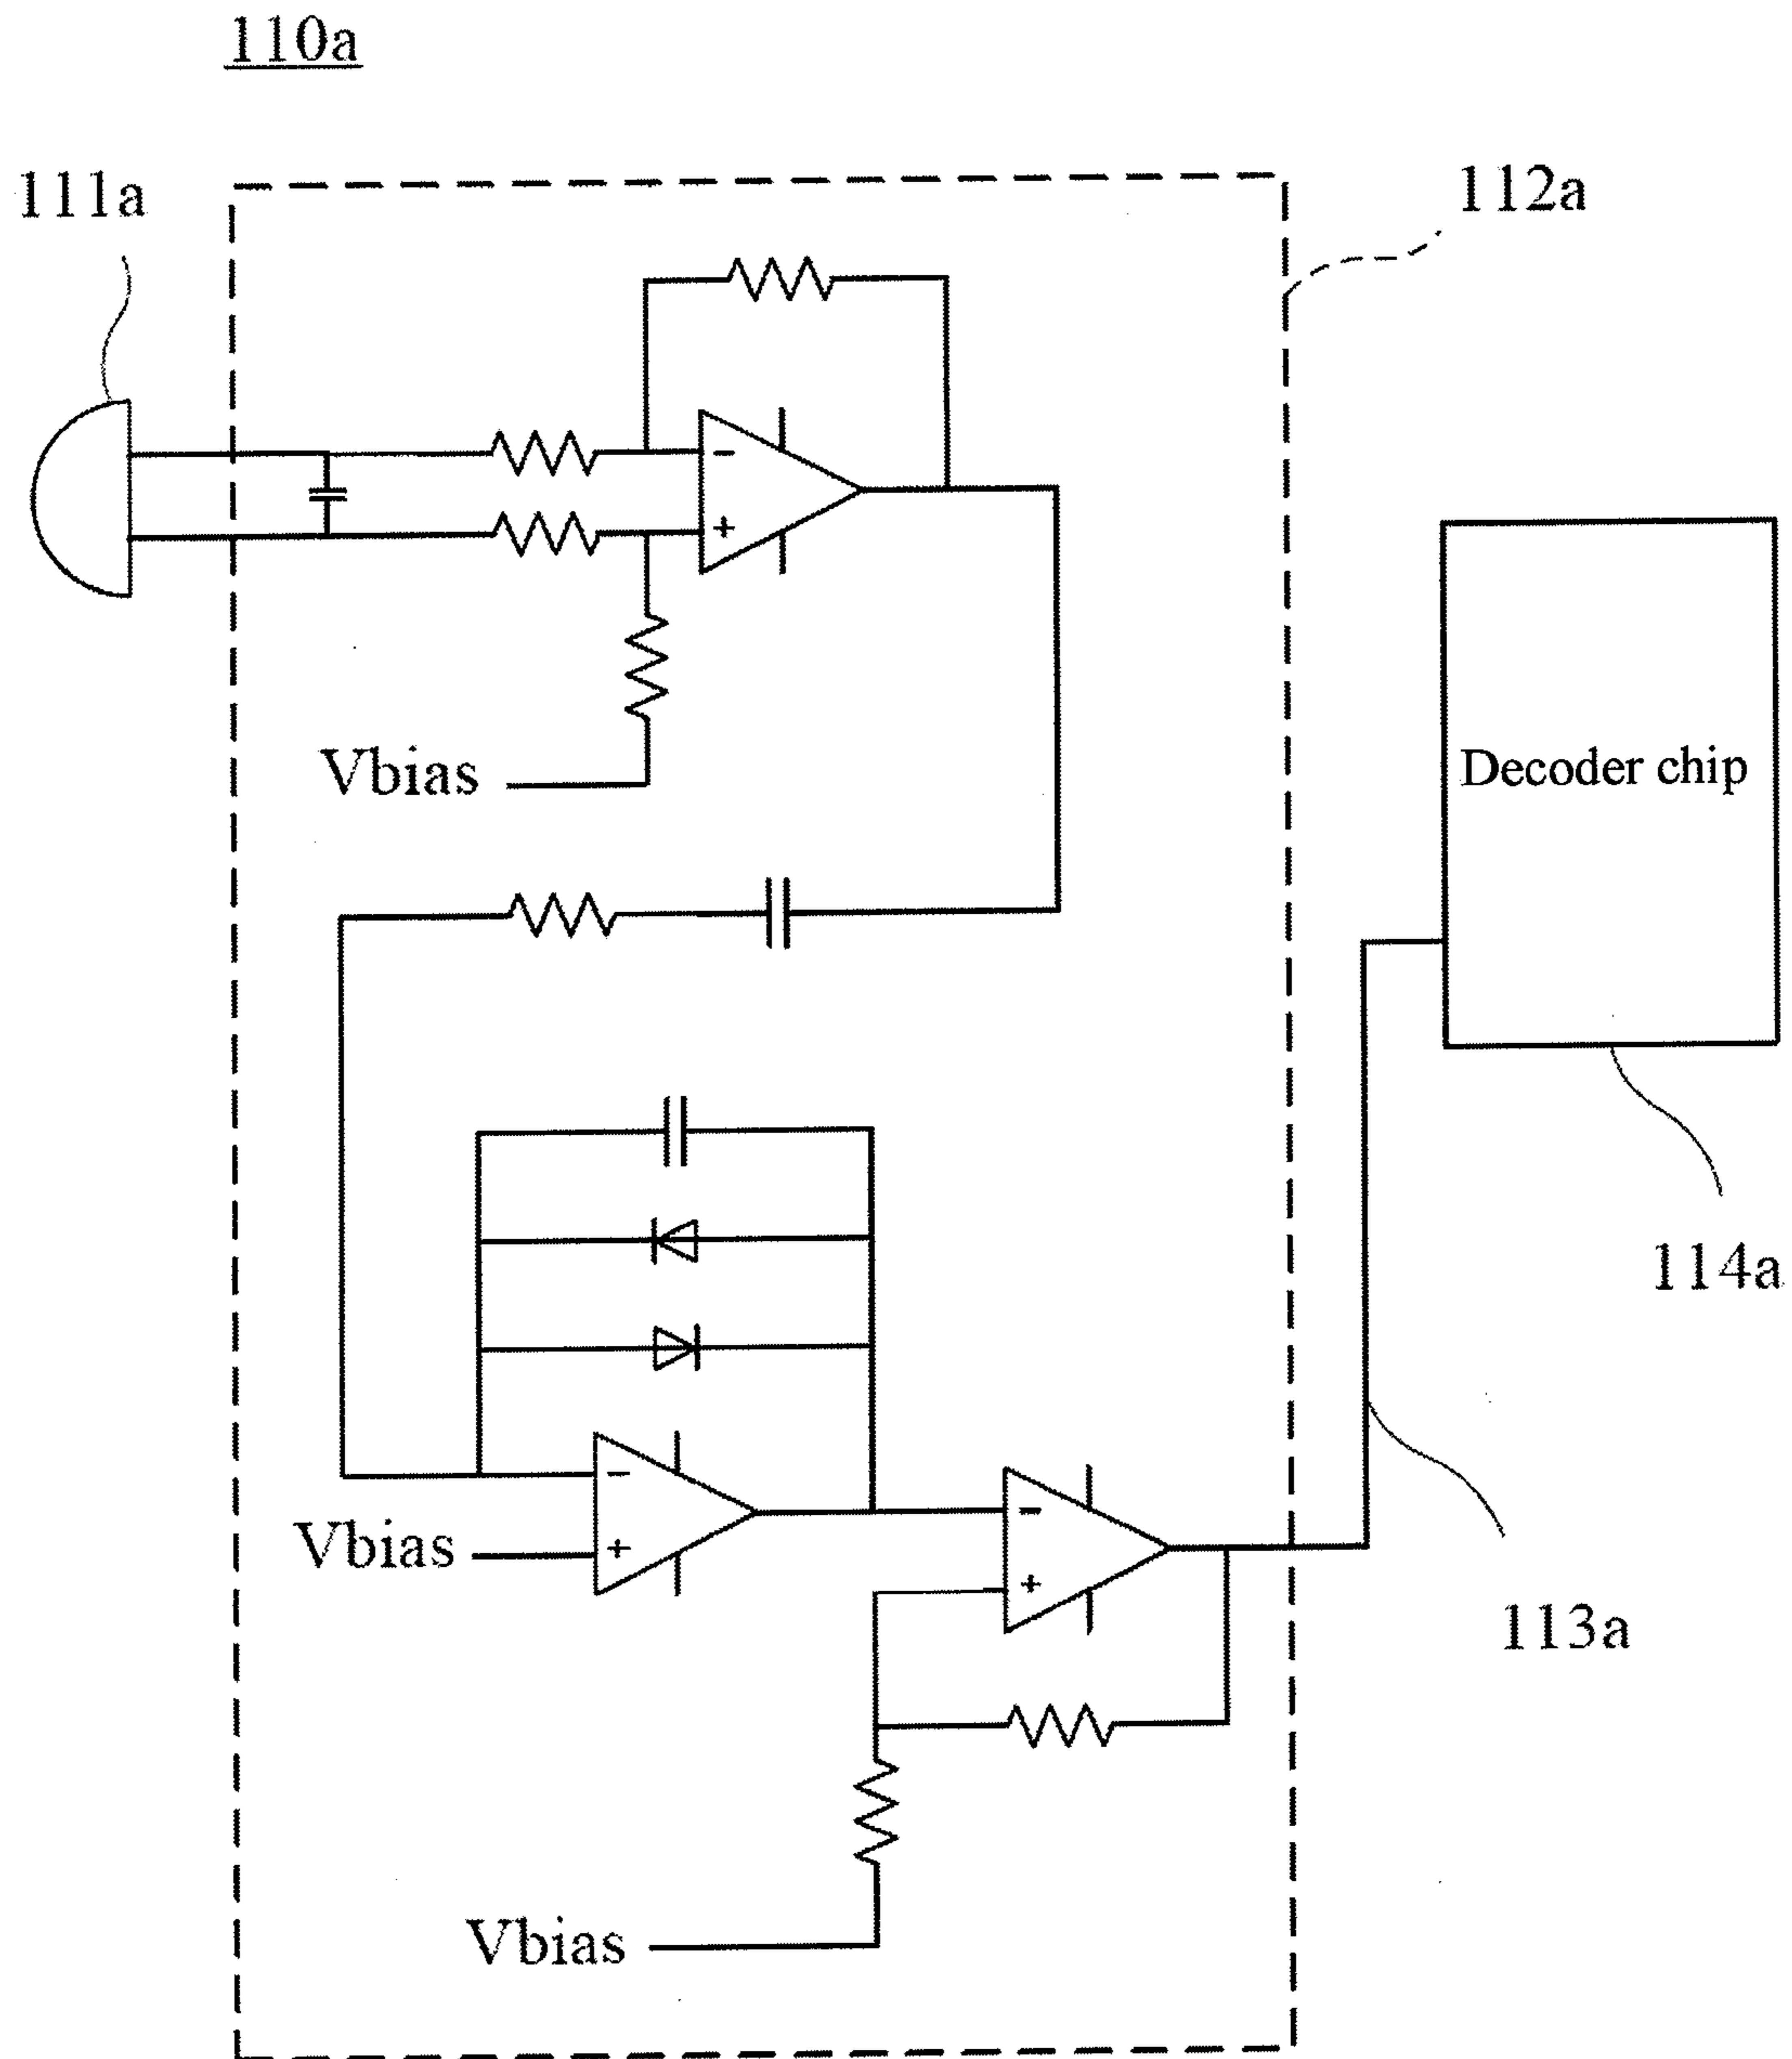 110a
111a
112a
-
+
Vbias
Decoder chip
114a
-
+
Vbias
-
+
113a
Vbias